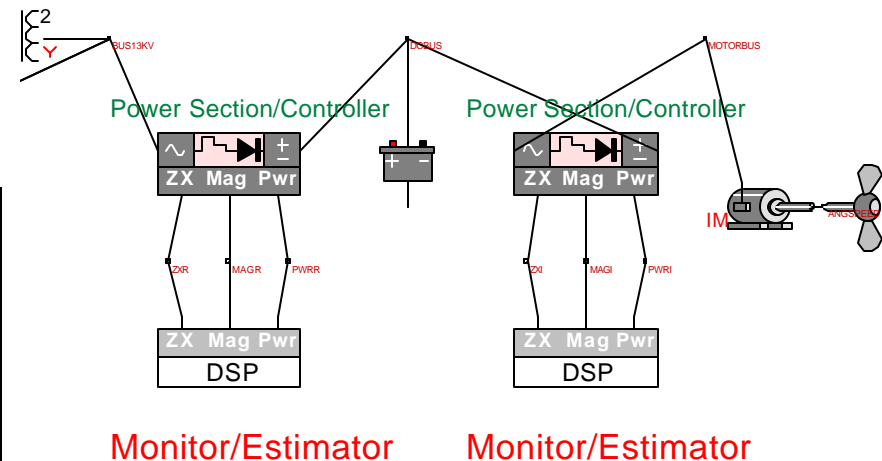 2
Y
BUS13KV
DCBUS
MOTORBUS
Power Section/Controller
Power Section/Controller
ZX Mag Pwr
+ −
ZX Mag Pwr
IM
ANGSPEED
ZXR
MAGR
PWRR
ZXI
MAGI
PWRI
ZX Mag Pwr
ZX Mag Pwr
DSP
DSP
Monitor/Estimator
Monitor/Estimator